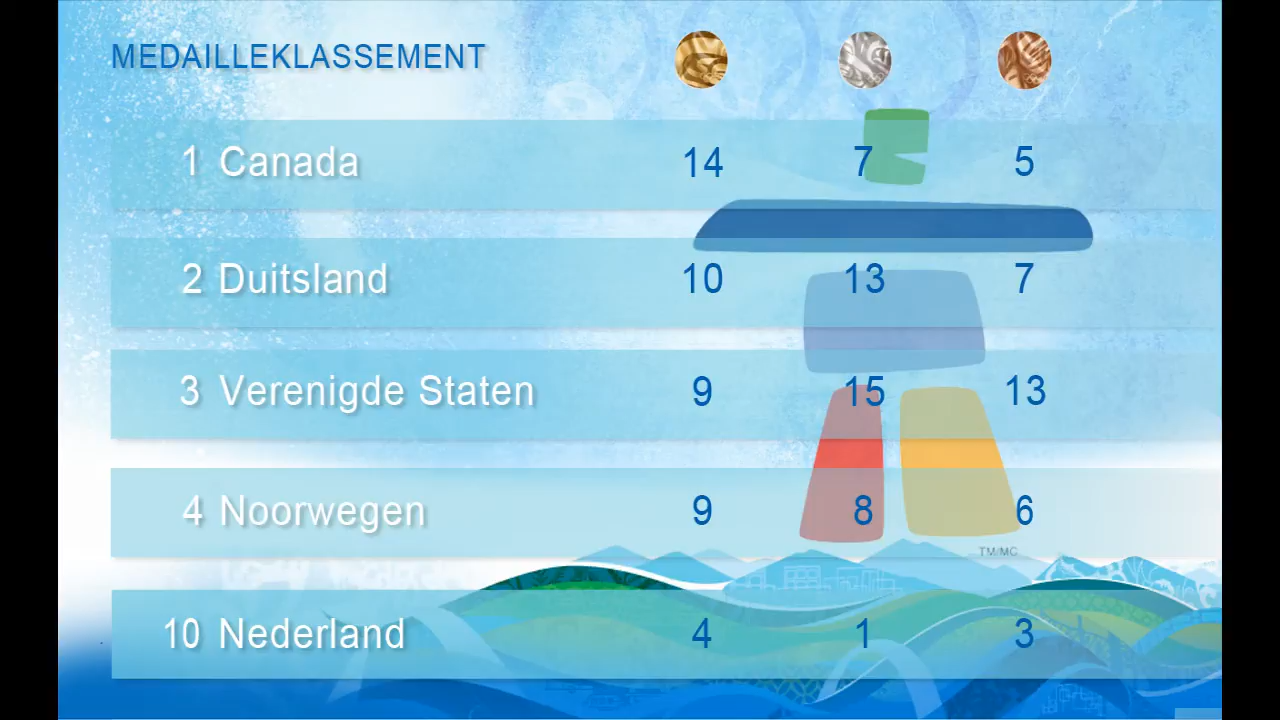 MEDAILLEKLASSEMENT
1 Canada 14 7 5
2 Duitsland 10 13 7
3 Verenigde Staten 9 15 13
4 Noorwegen 9 8 6
TM/MC
10 Nederland 4 1 3